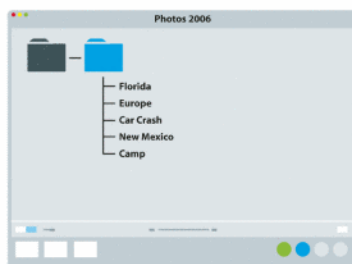 Photos 2006
Florida
Europe
Car Crash
New Mexico
Camp